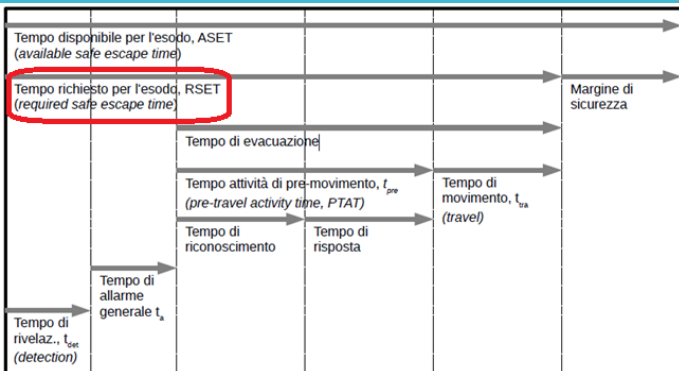 Tempo disponibile per l'esodo, ASET
(available safe escape time)
Tempo richiesto per l'esodo, RSET
(required safe escape time)
Margine di
sicurezza
Tempo di evacuazione
Tempo attività di pre-movimento, tpre
(pre-travel activity time, PTAT)
Tempo di
movimento, ttra
(travel)
Tempo di
riconoscimento
Tempo di
risposta
Tempo di
allarme
generale ta
Tempo di
rivelaz., tdet
(detection)